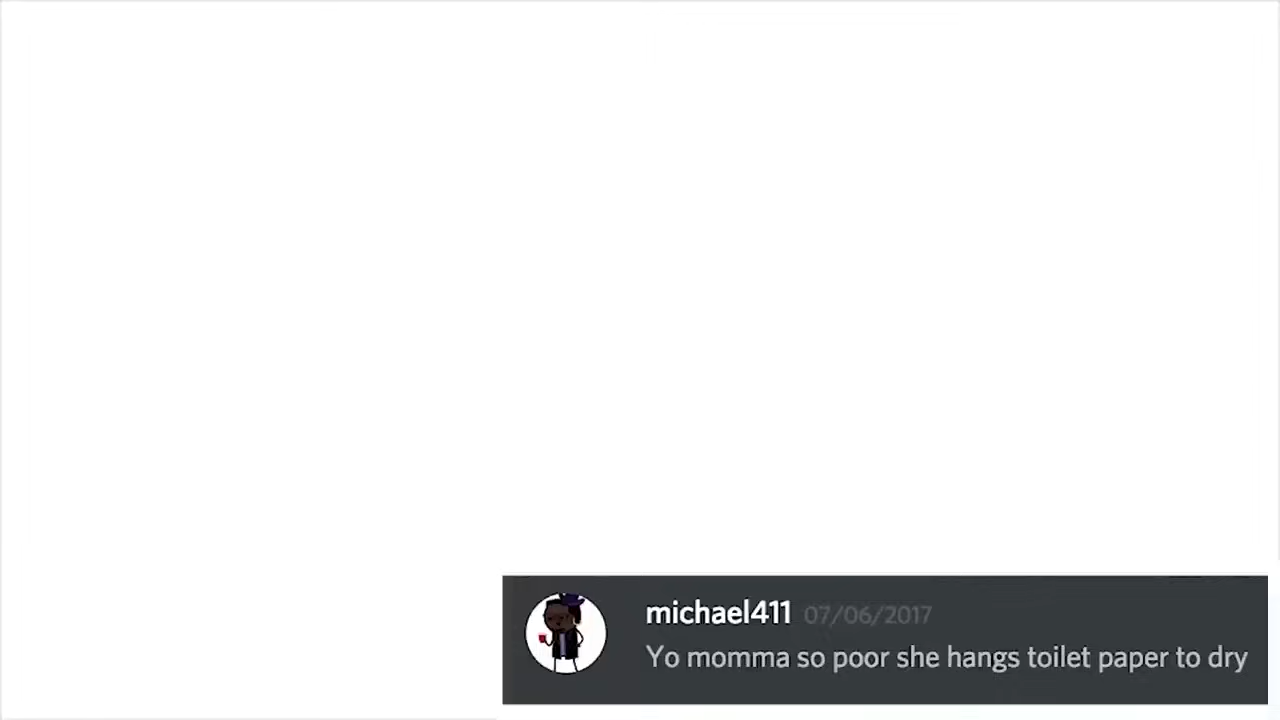 michael411 07/06/2017
Yo momma so poor she hangs toilet paper to dry